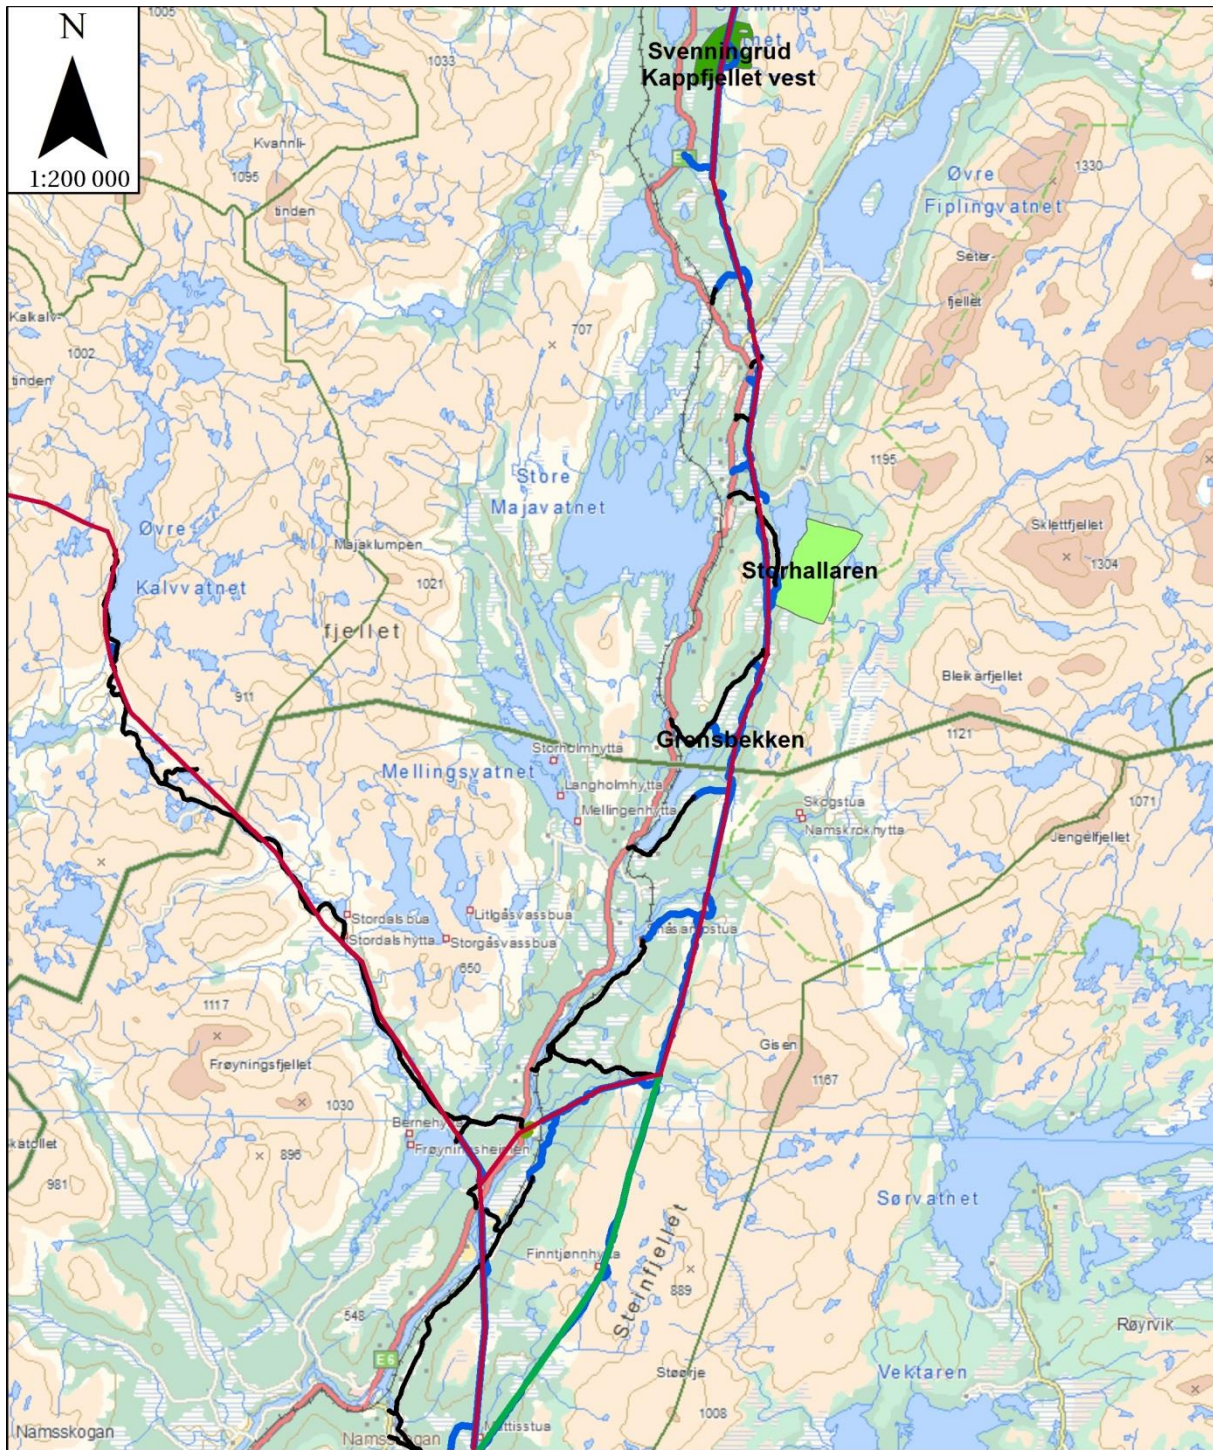 1005
N
1:200 000
1033
Svenningrud
Kappfjellet vest
Kvannli-
1095
tinden
E
Øvre
Fiplingvatnet
1330
Seter-
fjellet
707
1002
tinden
Store
Majavatnet
1195
Øvre
Kalvvatnet
Majaklumpen
1021
fjellet
Sklettfjellet
1304
Storhallaren
911
Bleikarfjellet
1121
Grensbekken
Storholmhytta
Mellingsvatnet
Langholmhytta
Mellingenhytta
Skogstua
Namskrokhytta
1071
Jengelfjellet
Stordalsbua
Litlgåsvassbua
Stordalshytta
Storgåsvassbua
650
1117
Frøyningsfjellet
1030
Gisen
1167
896
981
Frøyningsheimen
Sørvatnet
Finntjønnhytta
Steinfjellet
889
548
E6
Røyrvik
Vektaren
Støørje
1008
Namsskogan
Namsskogan
Mattisstua